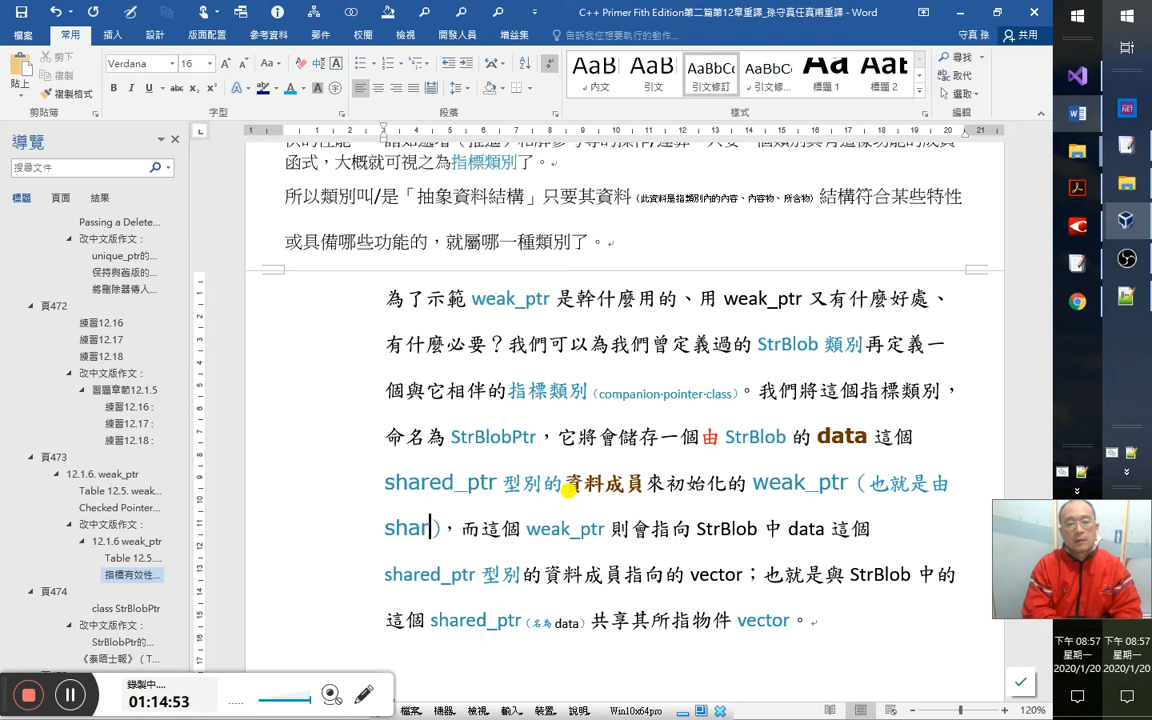 C++ Primer Fith Edition第二篇第12章重譯_孫守真任真甫重譯 - Word
檔案 常用 插入 設計 版面配置 參考資料 郵件 校閱 檢視 開發人員 增益集 告訴我您想要執行的動作... 守真 孫 共用
貼上 剪下 複製 複製格式
Verdana 16
AaBbC AaBbC AaBbCc AaBbCc AaB AaB
內文 引文 引文修訂 引文修... 標題 1 標題 2
尋找 取代 選取
剪貼簿 字型 段落 樣式 編輯
導覽
搜尋文件
標題 頁面 結果
Passing a Delete...
改中文版作文：
unique_ptr的...
保持與舊版的...
將刪除器傳入...
頁472
練習12.16
練習12.17
練習12.18
改中文版作文：
習題章節12.1.5
練習12.16 :
練習12.17 :
練習12.18 :
頁473
12.1.6. weak_ptr
Table 12.5. weak...
Checked Pointer...
改中文版作文：
12.1.6 weak_ptr
Table 12.5....
指標有效性...
頁474
class StrBlobPtr
改中文版作文：
StrBlobPtr的...
《泰晤士報》( T...
函式，大概就可視之為指標類別了。
所以類別叫/是「抽象資料結構」只要其資料（此資料是指類別內的內容、內容物、所含物）結構符合某些特性
或具備哪些功能的，就屬哪一種類別了。
為了示範 weak_ptr 是幹什麼用的、用 weak_ptr 又有什麼好處、
有什麼必要？我們可以為我們曾定義過的 StrBlob 類別再定義一
個與它相伴的指標類別（companion·pointer·class）。我們將這個指標類別，
命名為 StrBlobPtr，它將會儲存一個由 StrBlob 的 data 這個
shared_ptr 型別的資料成員來初始化的 weak_ptr（也就是由
shar），而這個 weak_ptr 則會指向 StrBlob 中 data 這個
shared_ptr 型別的資料成員指向的 vector；也就是與 StrBlob 中的
這個 shared_ptr（名為 data）共享其所指物件 vector。
錄製中....
01:14:53
檔案 機器 檢視 輸入 裝置 說明 Win10x64pro
120%
下午 08:57
星期一
2020/1/20
下午 08:57
星期一
2020/1/20